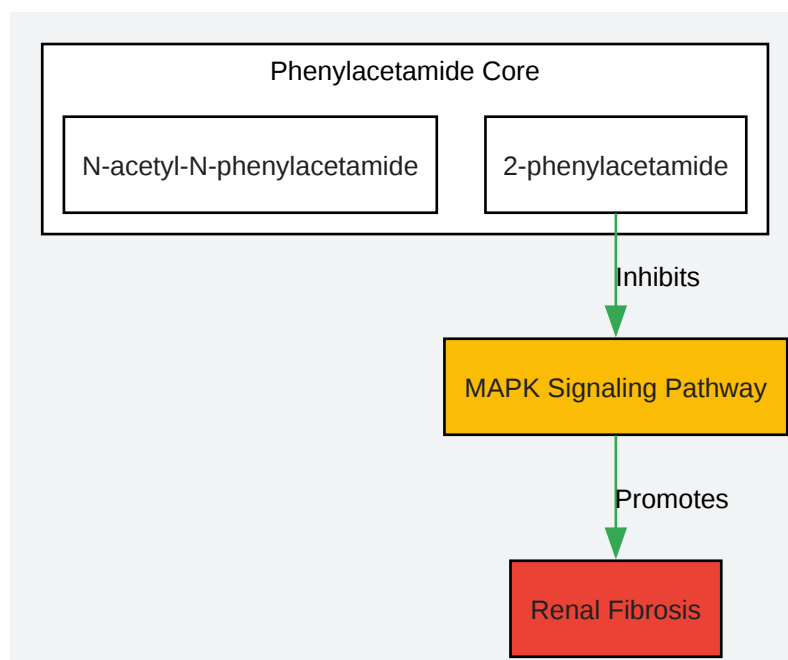 Phenylacetamide Core
N-acetyl-N-phenylacetamide
2-phenylacetamide
Inhibits
MAPK Signaling Pathway
Promotes
Renal Fibrosis